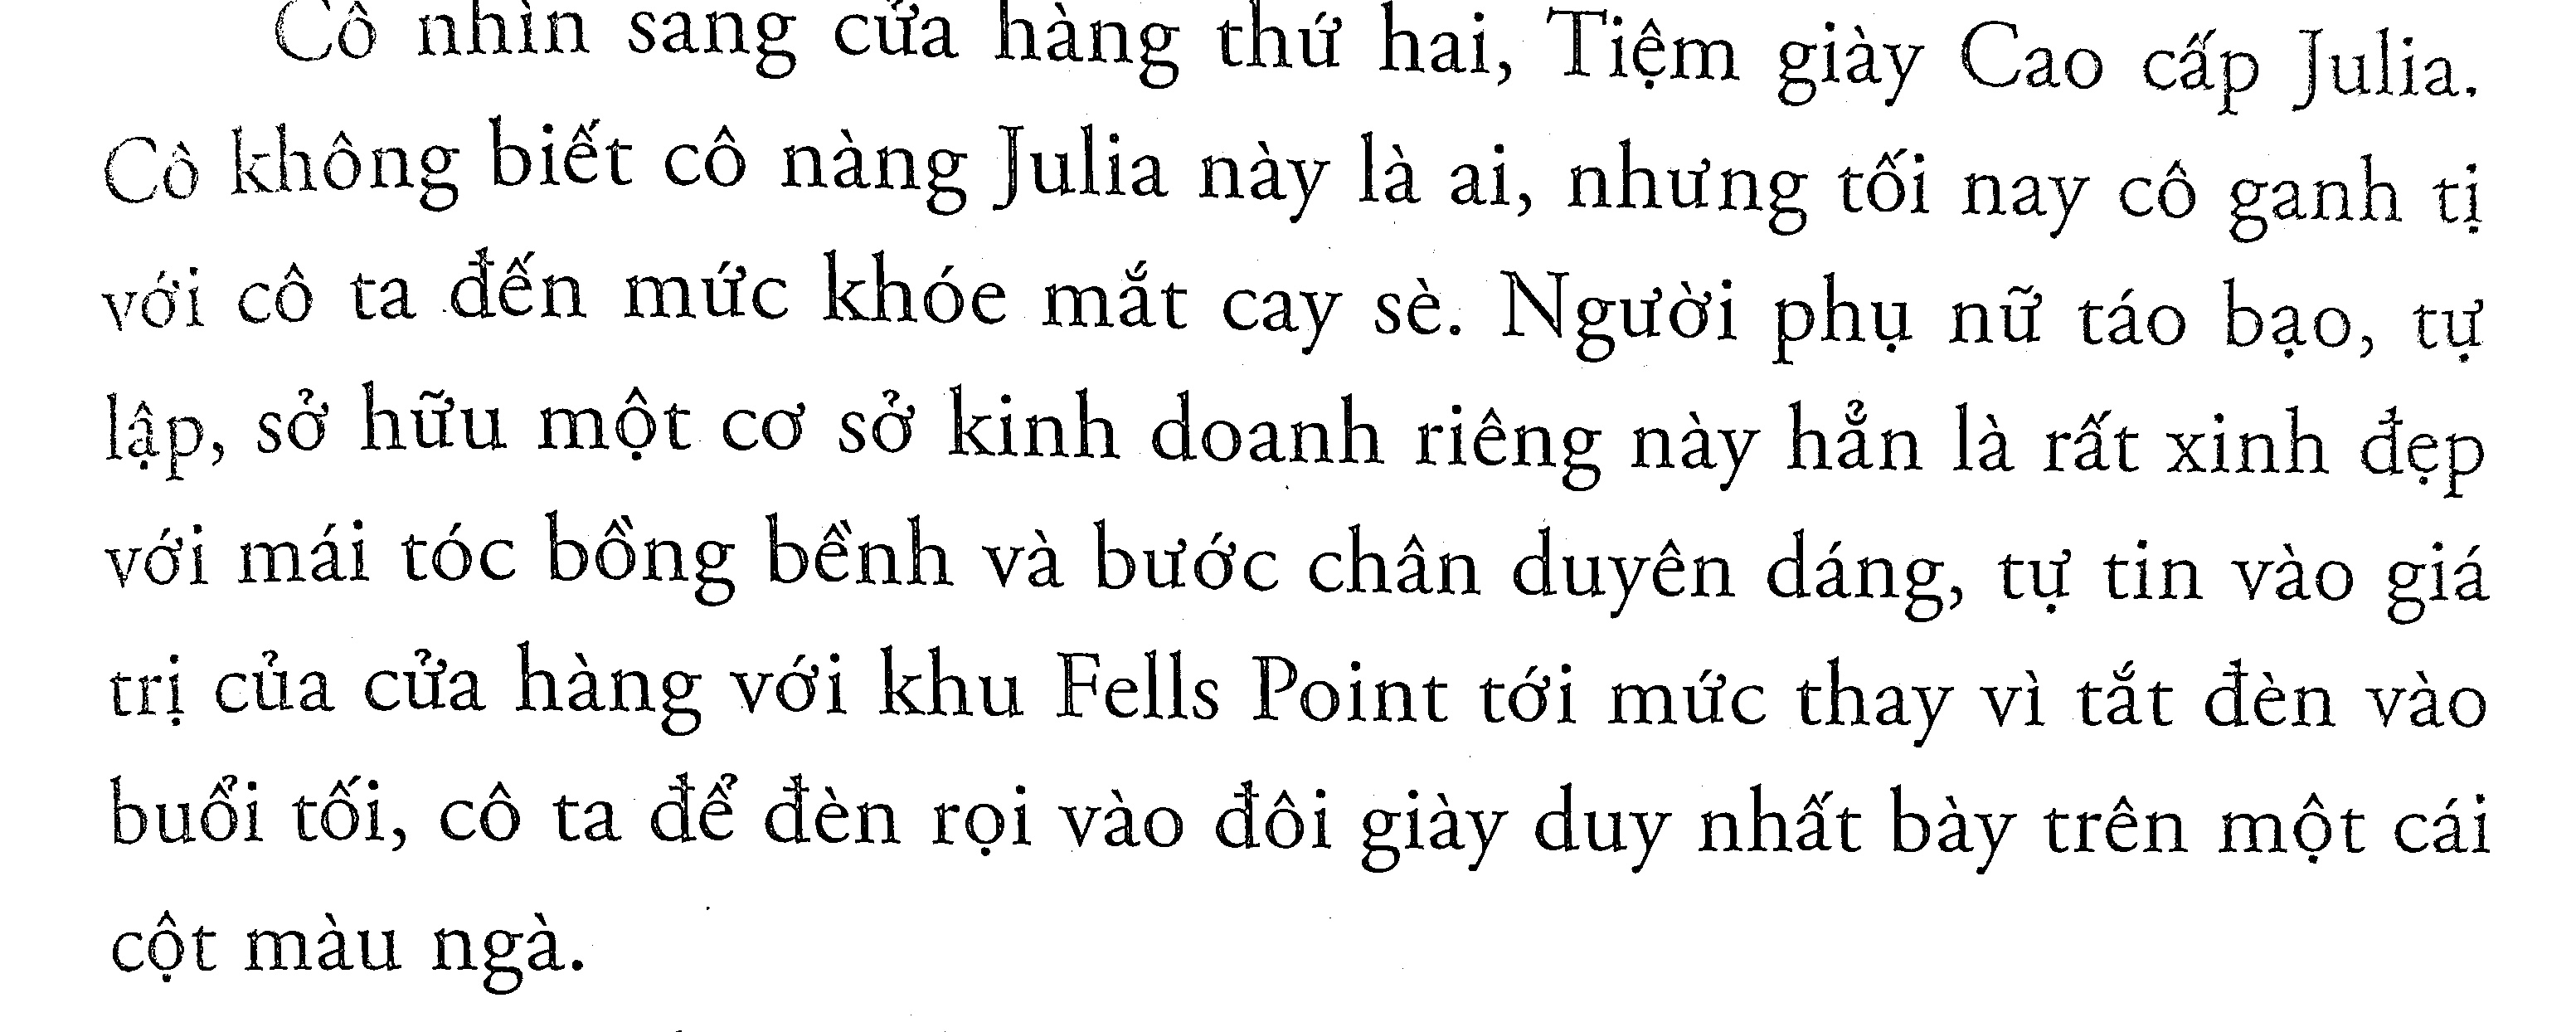 Cô nhìn sang cửa hàng thứ hai, Tiệm giày Cao cấp Julia.
Cô không biết cô nàng Julia này là ai, nhưng tối nay cô ganh tị
với cô ta đến mức khóe mắt cay sè. Người phụ nữ táo bạo, tự
lập, sở hữu một cơ sở kinh doanh riêng này hẳn là rất xinh đẹp
với mái tóc bồng bềnh và bước chân duyên dáng, tự tin vào giá
trị của cửa hàng với khu Fells Point tới mức thay vì tắt đèn vào
buổi tối, cô ta để đèn rọi vào đôi giày duy nhất bày trên một cái
cột màu ngà.